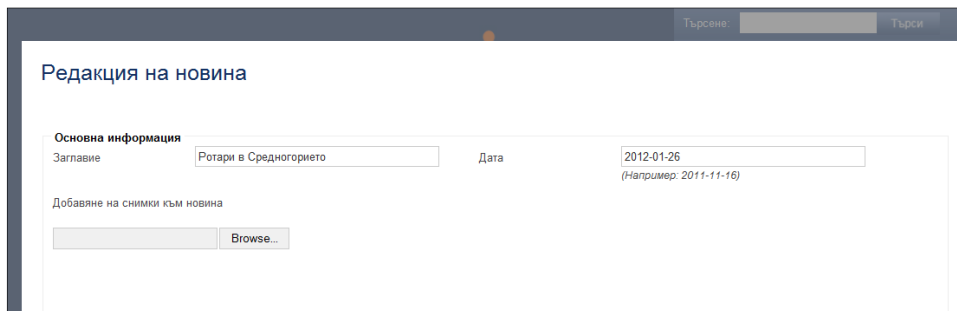 Търсене: Търси
Редакция на новина
Основна информация
Заглавие Ротари в Средногорието Дата 2012-01-26
(Например: 2011-11-16)
Добавяне на снимки към новина
Browse...